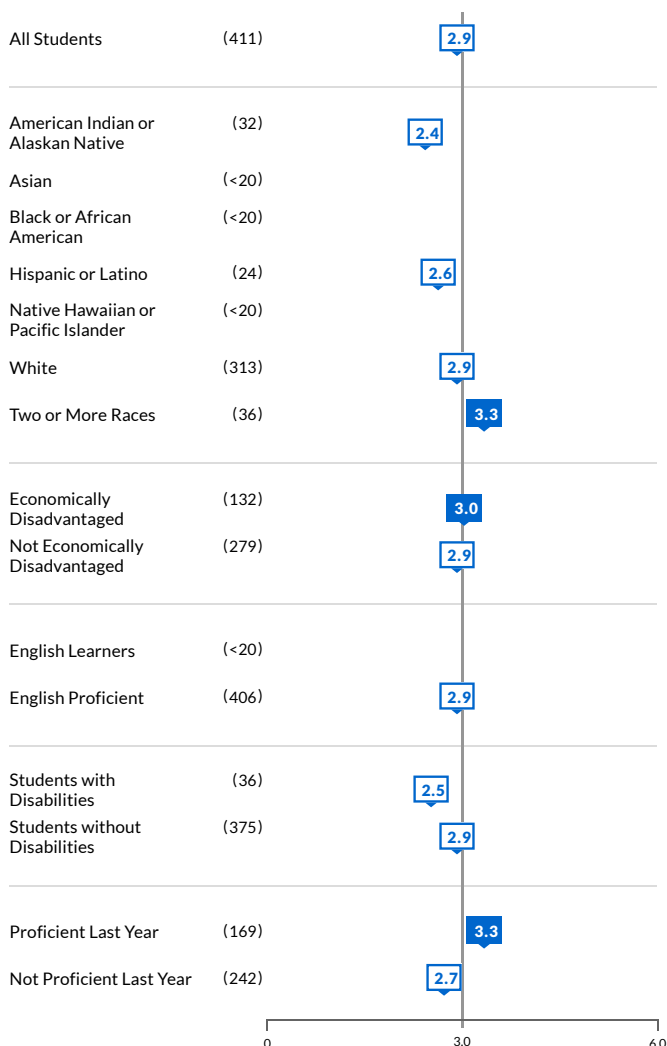 All Students (411) 2.9
American Indian or (32) 2.4
Alaskan Native
Asian (<20)
Black or African (<20)
American
Hispanic or Latino (24) 2.6
Native Hawaiian or (<20)
Pacific Islander
White (313) 2.9
Two or More Races (36) 3.3
Economically (132) 3.0
Disadvantaged
Not Economically (279) 2.9
Disadvantaged
English Learners (<20)
English Proficient (406) 2.9
Students with (36) 2.5
Disabilities
Students without (375) 2.9
Disabilities
Proficient Last Year (169) 3.3
Not Proficient Last Year (242) 2.7
0 3.0 6.0